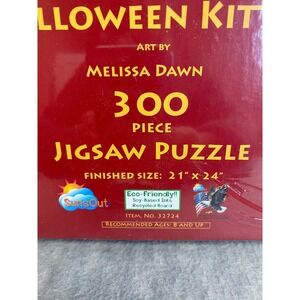 LLOWEEN KIT
ART BY
MELISSA DAWN
300
PIECE
JIGSAW PUZZLE
FINISHED SIZE: 21" X 24"
SunsOut
Eco-Friendly!!
Soy-Based Inks
Recycled Board
ITEM. NO. 32724
RECOMMENDED AGES: 8 AND UP